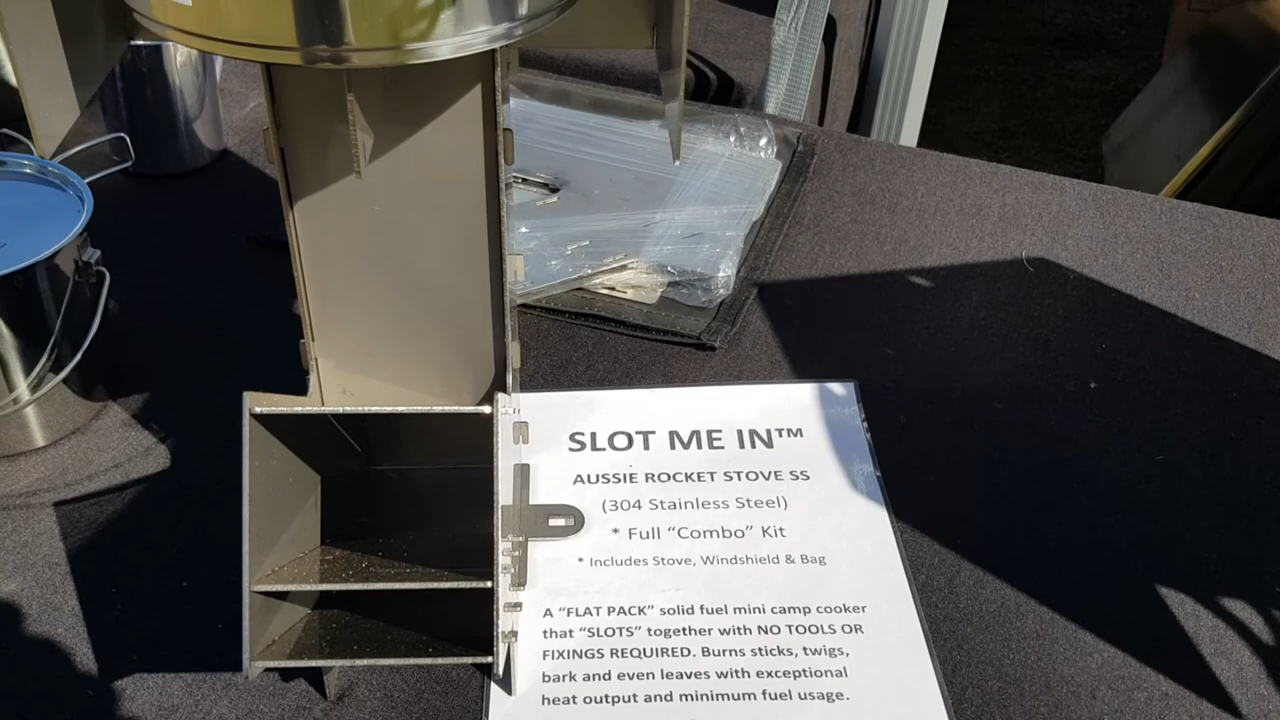 SLOT ME IN™
AUSSIE ROCKET STOVE SS
(304 Stainless Steel)
* Full “Combo” Kit
* Includes Stove, Windshield & Bag
A “FLAT PACK” solid fuel mini camp cooker
that “SLOTS” together with NO TOOLS OR
FIXINGS REQUIRED. Burns sticks, twigs,
bark and even leaves with exceptional
heat output and minimum fuel usage.